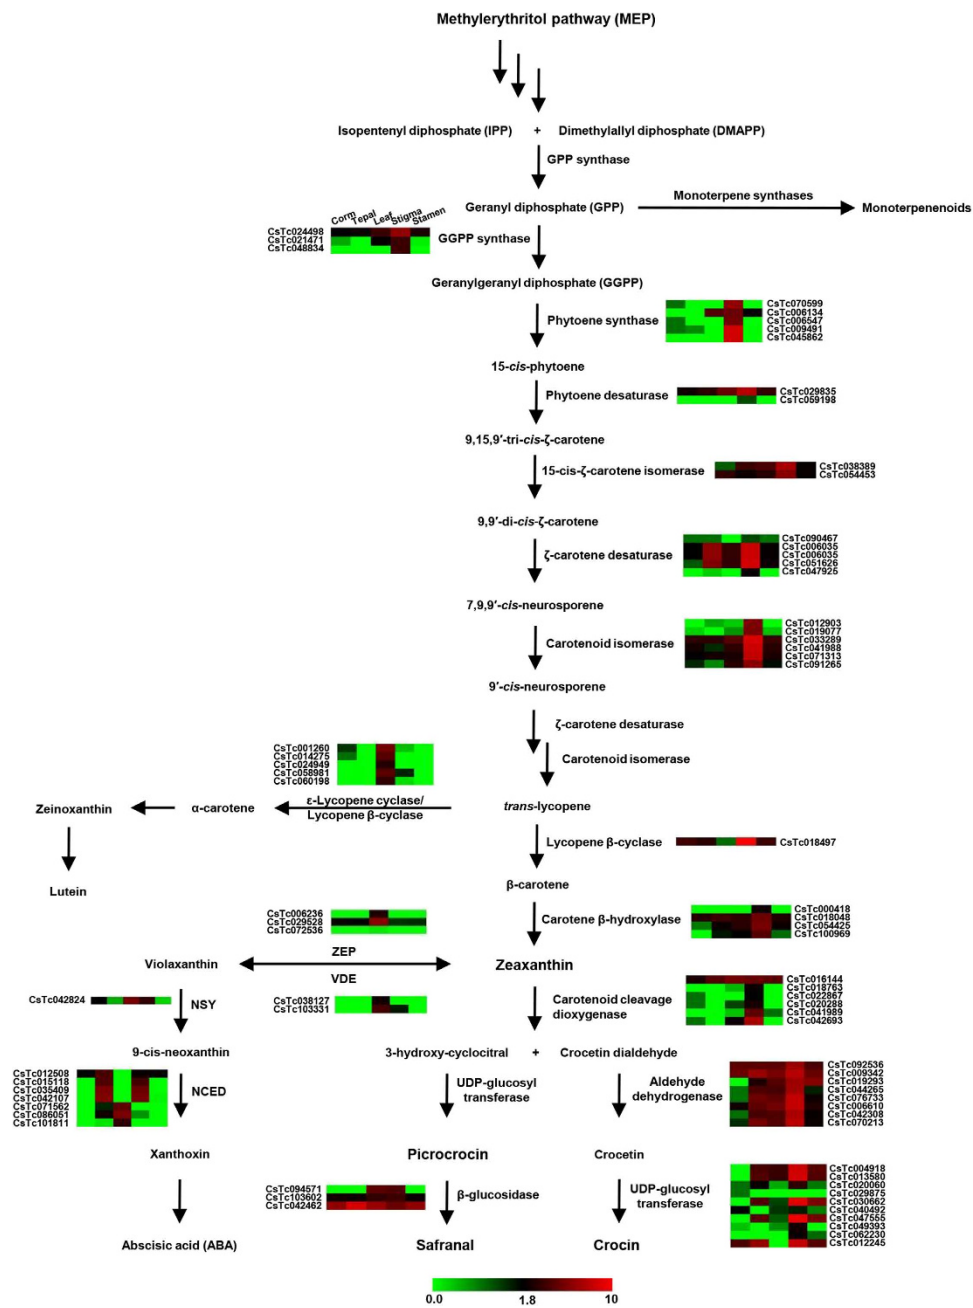 Methylerythritol pathway (MEP)
Isopentenyl diphosphate (IPP) + Dimethylallyl diphosphate (DMAPP)
GPP synthase
Geranyl diphosphate (GPP)
Monoterpene synthases
Monoterpenenoids
Corm
Tepal
Leaf
Stigma
Stamen
CsTc024498
CsTc021471
CsTc048834
GGPP synthase
Geranylgeranyl diphosphate (GGPP)
Phytoene synthase
CsTc070599
CsTc006134
CsTc006547
CsTc009491
CsTc045862
15-cis-phytoene
Phytoene desaturase
CsTc029835
CsTc059198
9,15,9′-tri-cis-ζ-carotene
15-cis-ζ-carotene isomerase
CsTc038389
CsTc054453
9,9′-di-cis-ζ-carotene
ζ-carotene desaturase
CsTc090467
CsTc006035
CsTc006035
CsTc051626
CsTc047925
7,9,9′-cis-neurosporene
Carotenoid isomerase
CsTc012903
CsTc019077
CsTc033289
CsTc041988
CsTc071313
CsTc091265
9′-cis-neurosporene
ζ-carotene desaturase
Carotenoid isomerase
CsTc001260
CsTc014275
CsTc024949
CsTc058981
CsTc060198
Zeinoxanthin
α-carotene
ε-Lycopene cyclase/
Lycopene β-cyclase
trans-lycopene
Lycopene β-cyclase
CsTc018497
Lutein
β-carotene
CsTc006236
CsTc029528
CsTc072536
Carotene β-hydroxylase
CsTc000418
CsTc018048
CsTc054425
CsTc100969
Violaxanthin
ZEP
VDE
Zeaxanthin
CsTc042824
NSY
CsTc038127
CsTc103331
Carotenoid cleavage
dioxygenase
CsTc016144
CsTc018763
CsTc022867
CsTc020288
CsTc041989
CsTc042693
9-cis-neoxanthin
3-hydroxy-cyclocitral + Crocetin dialdehyde
CsTc012508
CsTc015118
CsTc035409
CsTc042107
CsTc071562
CsTc086051
CsTc101811
NCED
UDP-glucosyl
transferase
Aldehyde
dehydrogenase
CsTc092536
CsTc009342
CsTc019293
CsTc044265
CsTc076733
CsTc006610
CsTc042308
CsTc070213
Xanthoxin
Picrocrocin
Crocetin
CsTc094571
CsTc103602
CsTc042462
β-glucosidase
UDP-glucosyl
transferase
CsTc004918
CsTc013580
CsTc020060
CsTc029875
CsTc030662
CsTc040492
CsTc047555
CsTc049393
CsTc062230
CsTc012245
Abscisic acid (ABA)
Safranal
Crocin
0.0 1.8 10